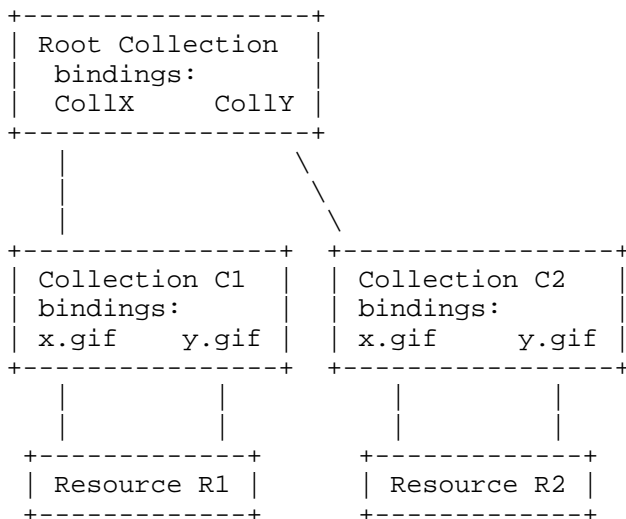 Root Collection
bindings:
CollX CollY
Collection C1 Collection C2
bindings: bindings:
x.gif y.gif x.gif y.gif
Resource R1 Resource R2